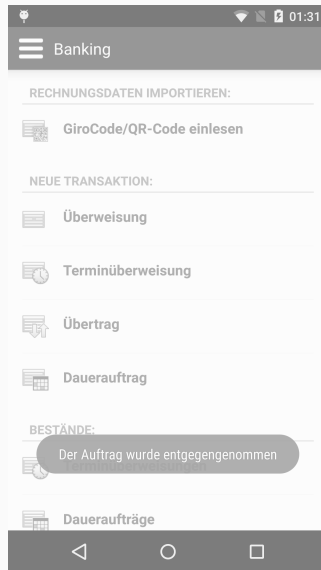 01:31
Banking
RECHNUNGSDATEN IMPORTIEREN:
GiroCode/QR-Code einlesen
NEUE TRANSAKTION:
Überweisung
Terminüberweisung
Übertrag
Dauerauftrag
BESTÄNDE:
Der Auftrag wurde entgegengenommen
Terminüberweisungen
Daueraufträge